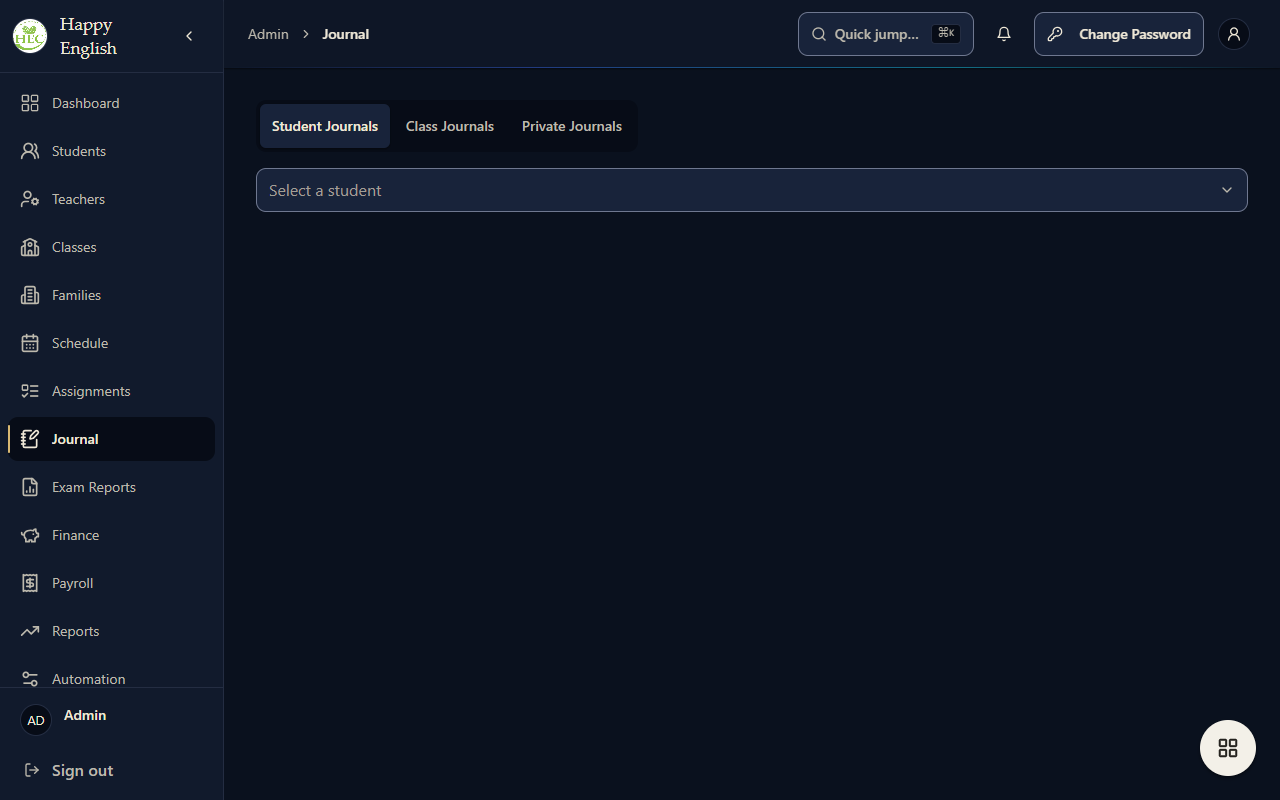 HEC
Happy
English
Admin
Journal
Quick jump...
⌘K
Change Password
Dashboard
Students
Teachers
Classes
Families
Schedule
Assignments
Journal
Exam Reports
Finance
Payroll
Reports
Automation
AD
Admin
Sign out
Student Journals
Class Journals
Private Journals
Select a student